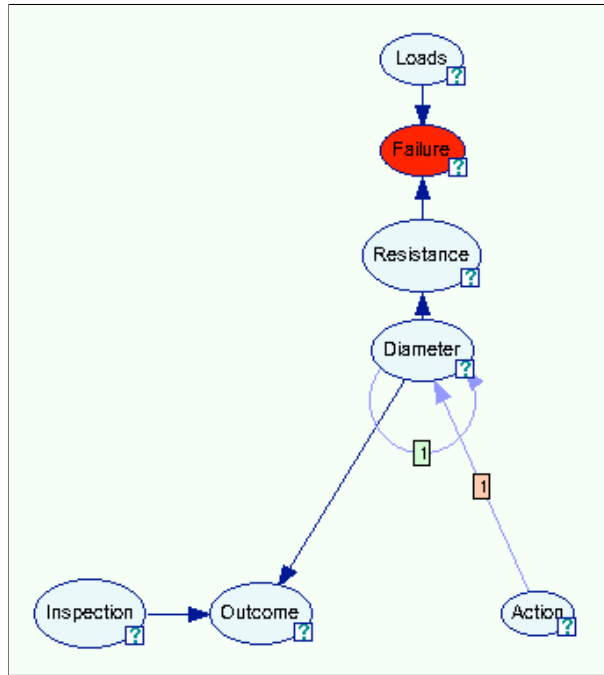 Loads
?
Failure
?
Resistance
?
Diameter
?
1
1
Inspection
?
Outcome
?
Action
?